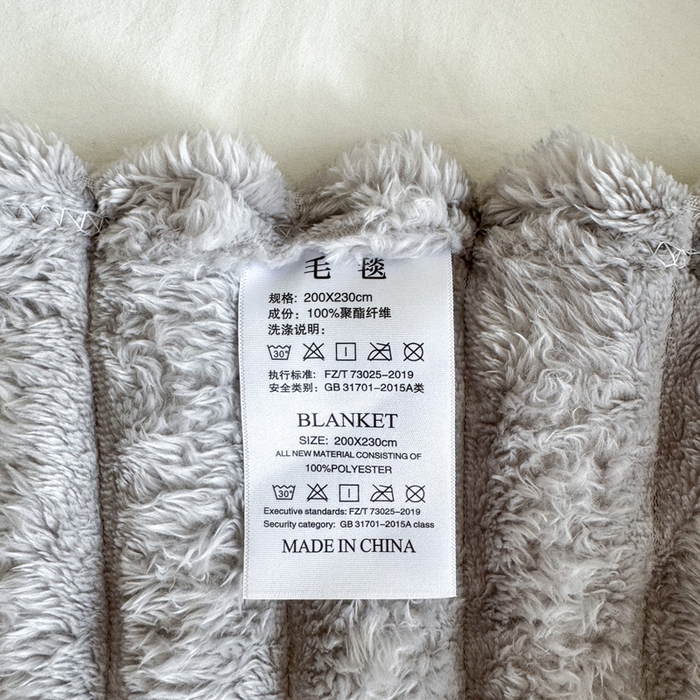 毛 毯
规格: 200X230cm
成份: 100%聚酯纤维
洗涤说明:
30°
执行标准: FZ/T 73025-2019
安全类别: GB 31701-2015A类
BLANKET
SIZE: 200X230cm
ALL NEW MATERIAL CONSISTING OF
100%POLYESTER
30°
Executive standards: FZ/T 73025-2019
Security category: GB 31701-2015A class
MADE IN CHINA